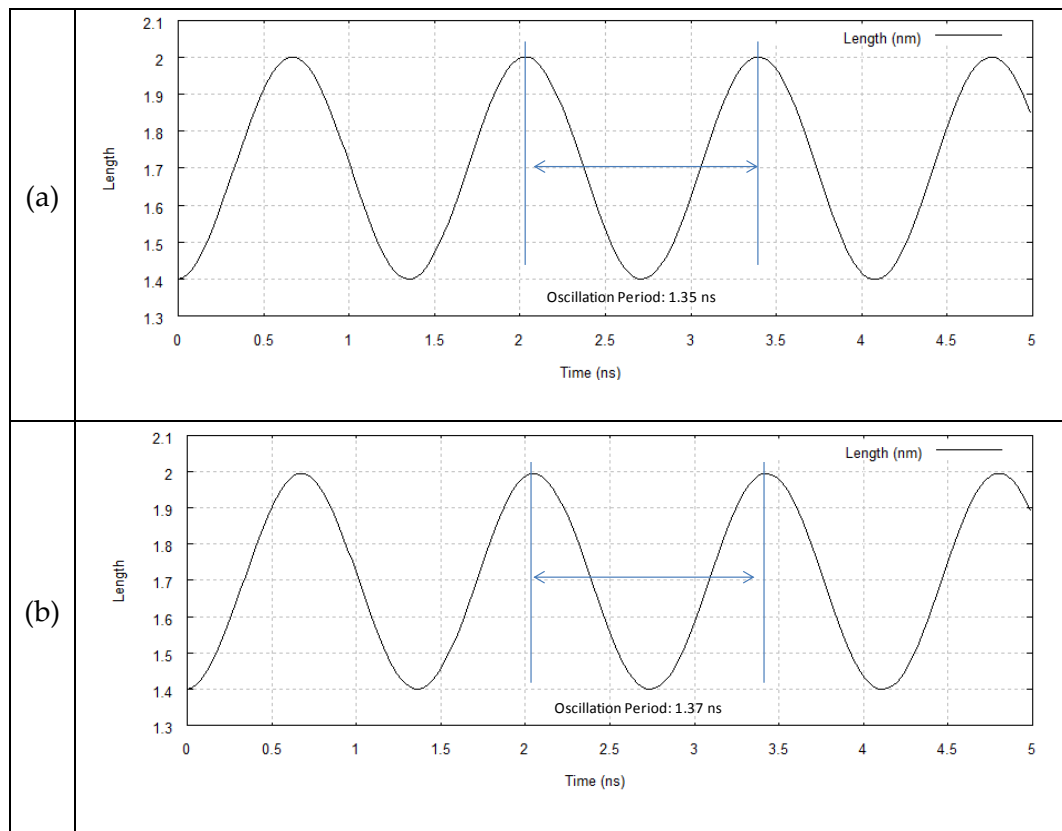 (a)
2.1
2
1.9
1.8
1.7
1.6
1.5
1.4
1.3
Length
Length (nm)
Oscillation Period: 1.35 ns
0 0.5 1 1.5 2 2.5 3 3.5 4 4.5 5
Time (ns)
(b)
2.1
2
1.9
1.8
1.7
1.6
1.5
1.4
1.3
Length
Length (nm)
Oscillation Period: 1.37 ns
0 0.5 1 1.5 2 2.5 3 3.5 4 4.5 5
Time (ns)